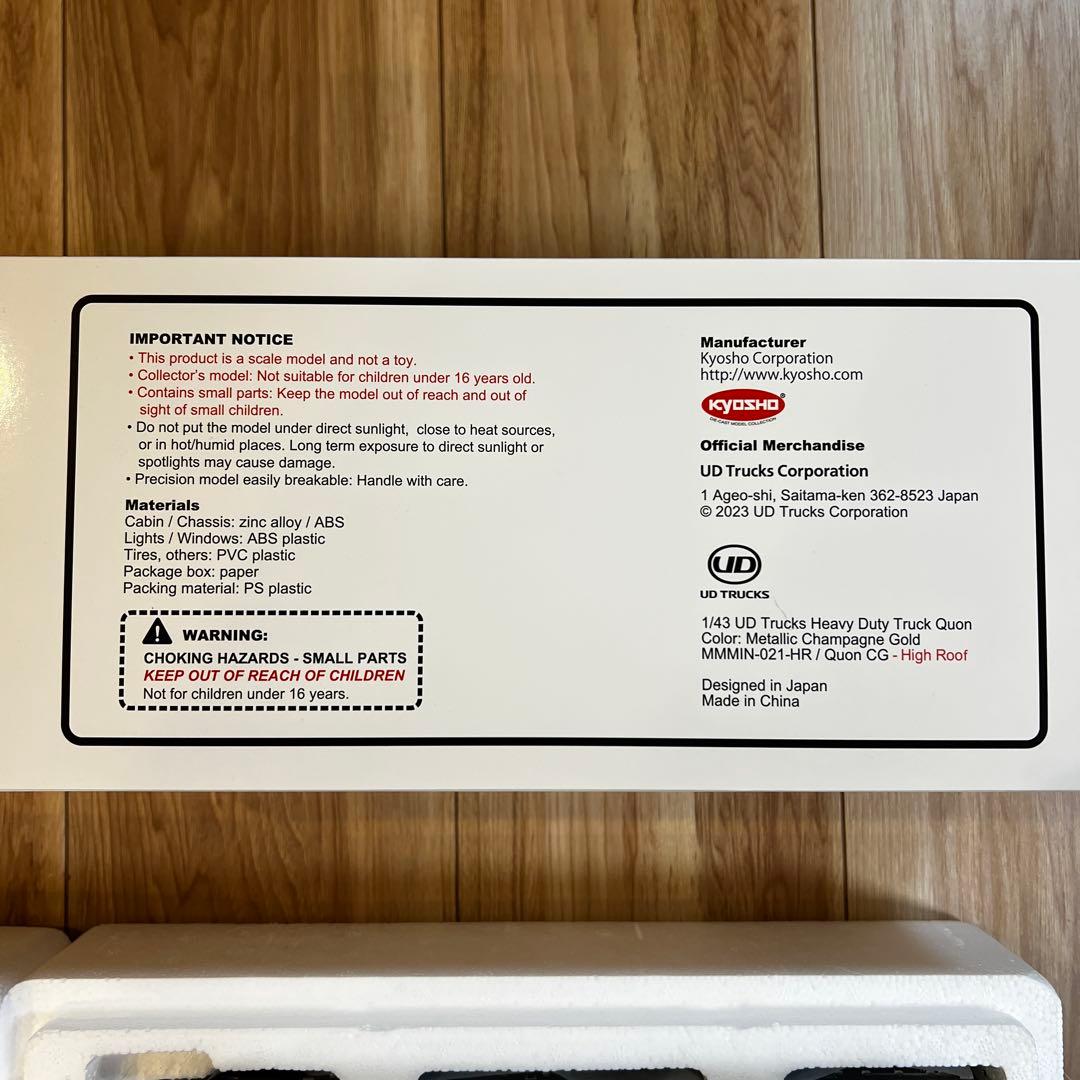 IMPORTANT NOTICE
• This product is a scale model and not a toy.
• Collector's model: Not suitable for children under 16 years old.
• Contains small parts: Keep the model out of reach and out of
sight of small children.
• Do not put the model under direct sunlight, close to heat sources,
or in hot/humid places. Long term exposure to direct sunlight or
spotlights may cause damage.
• Precision model easily breakable: Handle with care.
Materials
Cabin / Chassis: zinc alloy / ABS
Lights / Windows: ABS plastic
Tires, others: PVC plastic
Package box: paper
Packing material: PS plastic
WARNING:
CHOKING HAZARDS - SMALL PARTS
KEEP OUT OF REACH OF CHILDREN
Not for children under 16 years.
Manufacturer
Kyosho Corporation
http://www.kyosho.com
KYOSHO®
DIE-CAST MODEL COLLECTION
Official Merchandise
UD Trucks Corporation
1 Ageo-shi, Saitama-ken 362-8523 Japan
© 2023 UD Trucks Corporation
UD
UD TRUCKS
1/43 UD Trucks Heavy Duty Truck Quon
Color: Metallic Champagne Gold
MMMIN-021-HR / Quon CG - High Roof
Designed in Japan
Made in China